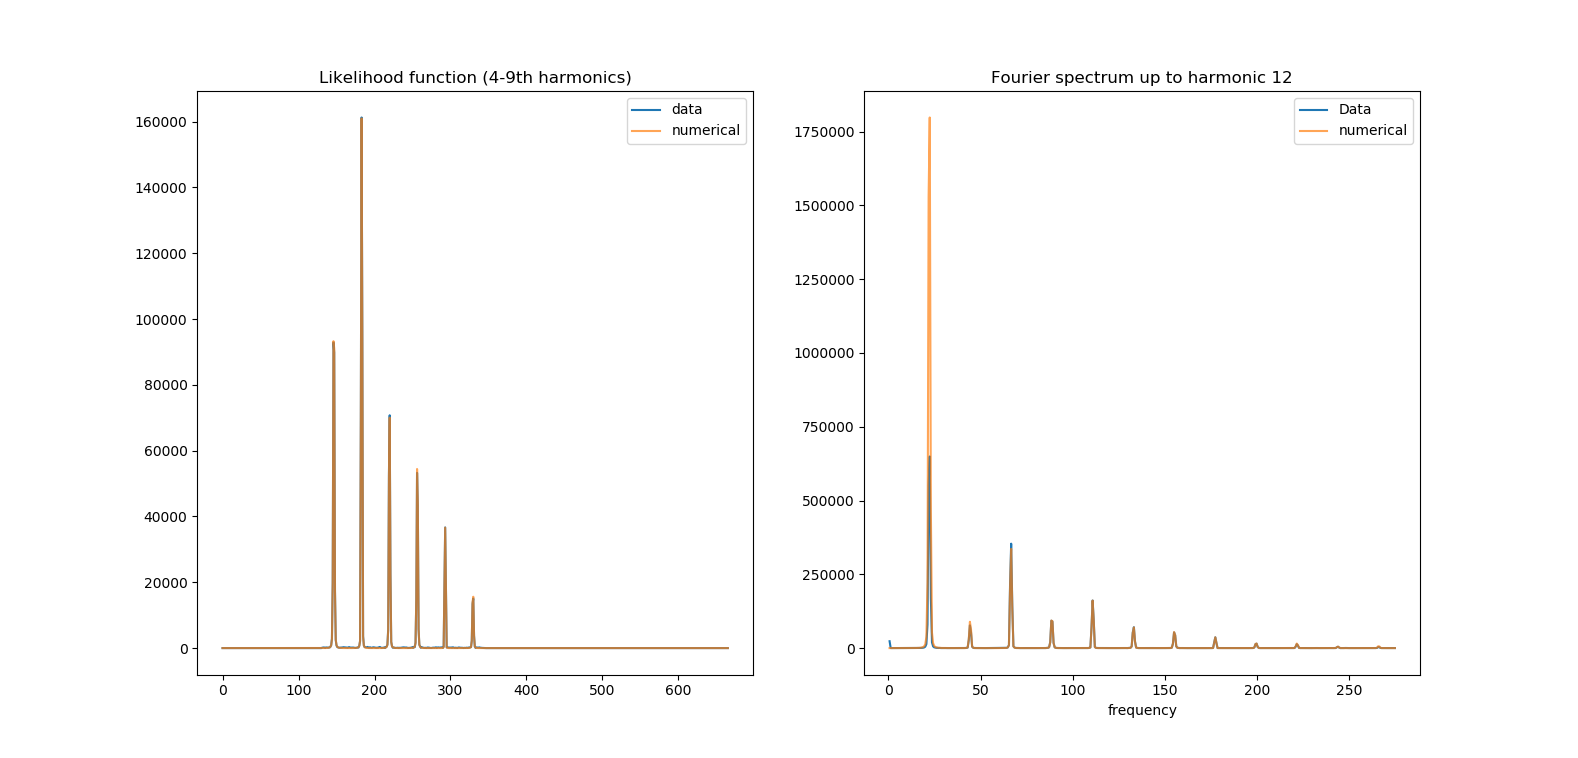 Likelihood function (4-9th harmonics)
data
numerical
160000
140000
120000
100000
80000
60000
40000
20000
0
0 100 200 300 400 500 600
Fourier spectrum up to harmonic 12
Data
numerical
1750000
1500000
1250000
1000000
750000
500000
250000
0
0 50 100 150 200 250
frequency